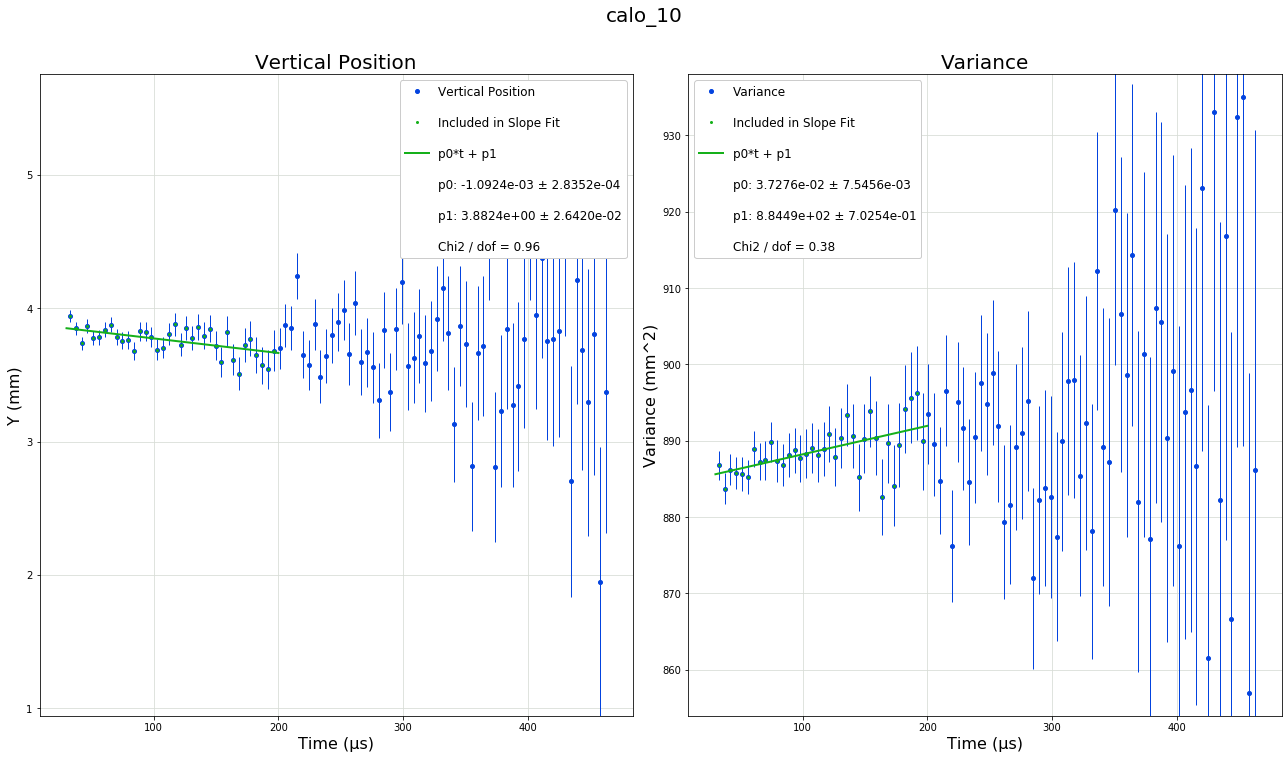 calo_10
Vertical Position
Vertical Position
Included in Slope Fit
p0*t + p1
p0: -1.0924e-03 ± 2.8352e-04
p1: 3.8824e+00 ± 2.6420e-02
Chi2 / dof = 0.96
5
4
3
2
1
Y (mm)
100
200
300
400
Time (μs)
Variance
Variance
Included in Slope Fit
p0*t + p1
p0: 3.7276e-02 ± 7.5456e-03
p1: 8.8449e+02 ± 7.0254e-01
Chi2 / dof = 0.38
930
920
910
900
890
880
870
860
Variance (mm^2)
100
200
300
400
Time (μs)